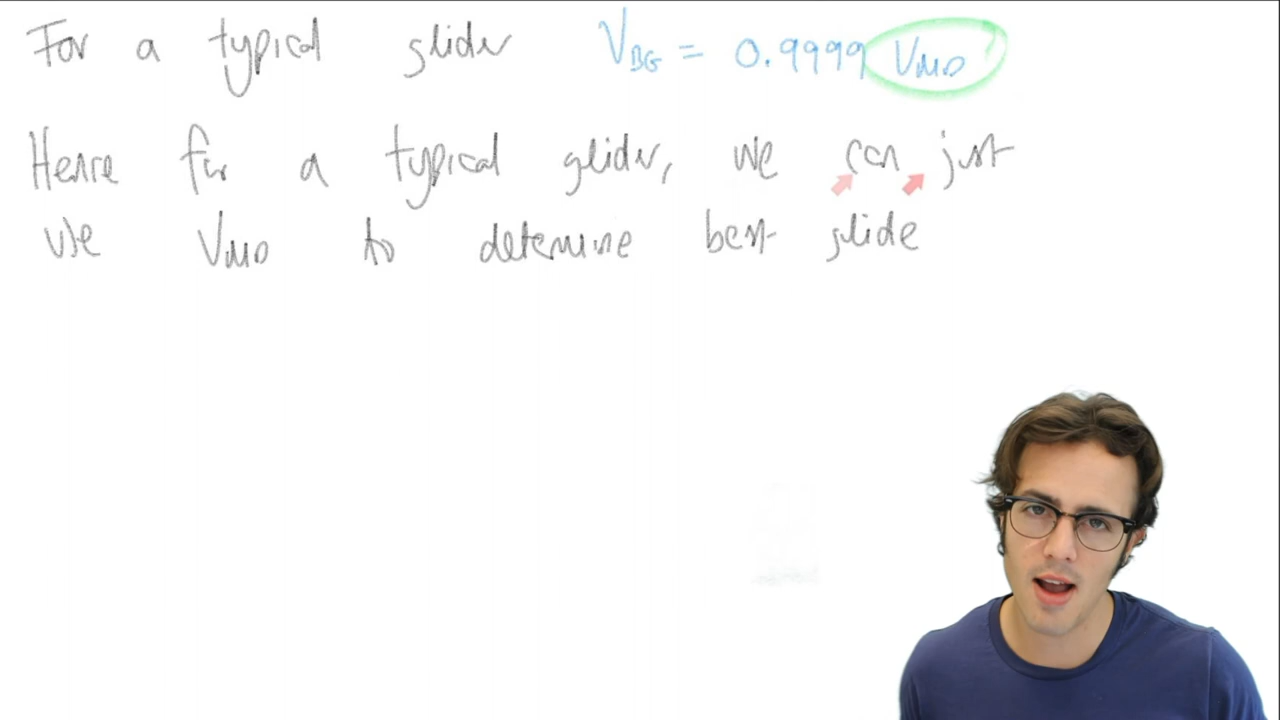 For a typical glider V_BG = 0.9999 V_MD
Hence for a typical glider, we can just
use V_MD to determine best glide